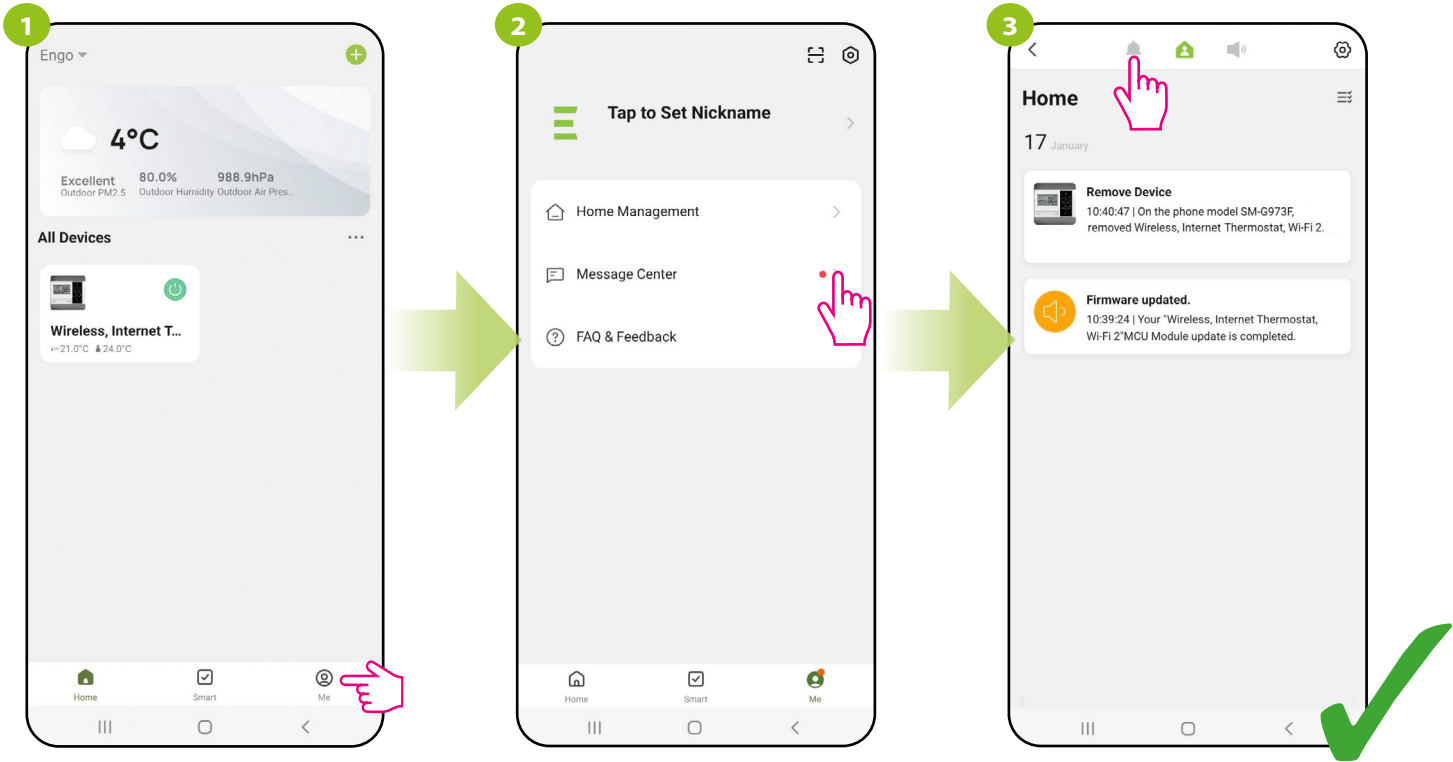 1
Engo
4°C
Excellent
Outdoor PM2.5
80.0%
Outdoor Humidity
988.9hPa
Outdoor Air Pres...
All Devices
Wireless, Internet T...
21.0°C 24.0°C
Home
Smart
Me
2
Tap to Set Nickname
Home Management
Message Center
FAQ & Feedback
Home
Smart
Me
3
Home
17 January
Remove Device
10:40:47 | On the phone model SM-G973F,
removed Wireless, Internet Thermostat, Wi-Fi 2.
Firmware updated.
10:39:24 | Your "Wireless, Internet Thermostat,
Wi-Fi 2"MCU Module update is completed.